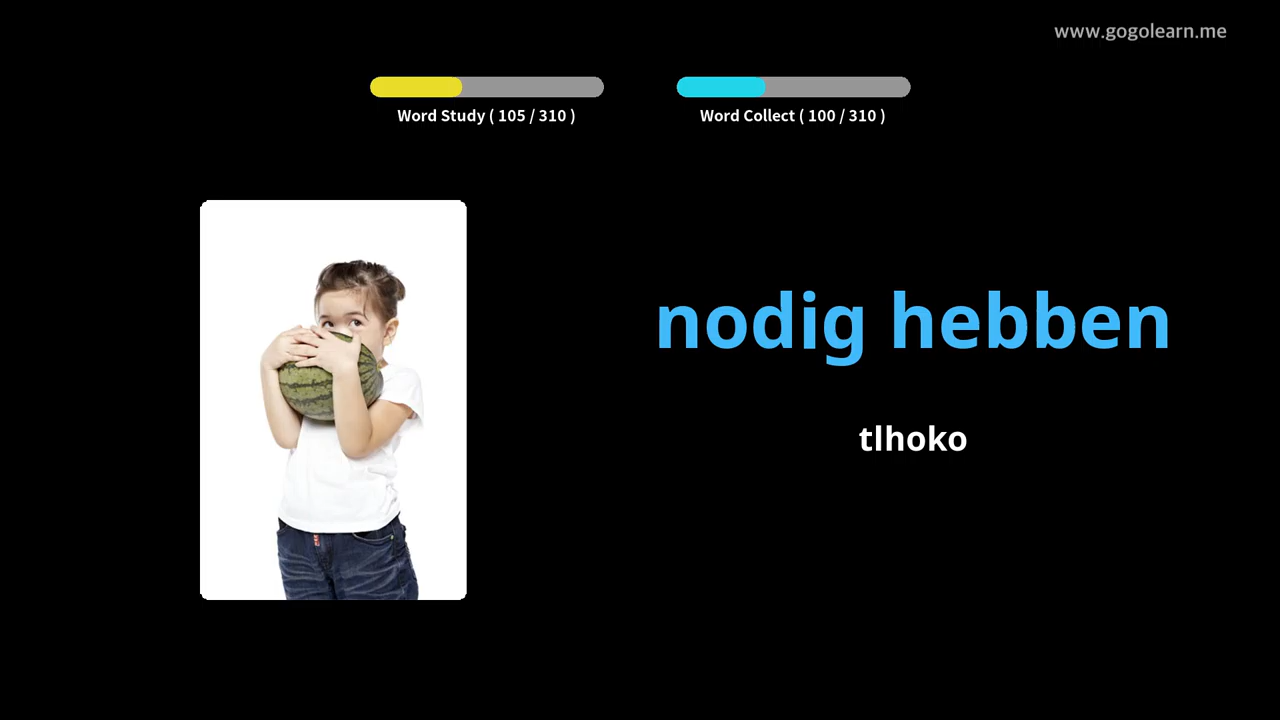 www.gogolearn.me
Word Study ( 105 / 310 )
Word Collect ( 100 / 310 )
nodig hebben
tlhoko